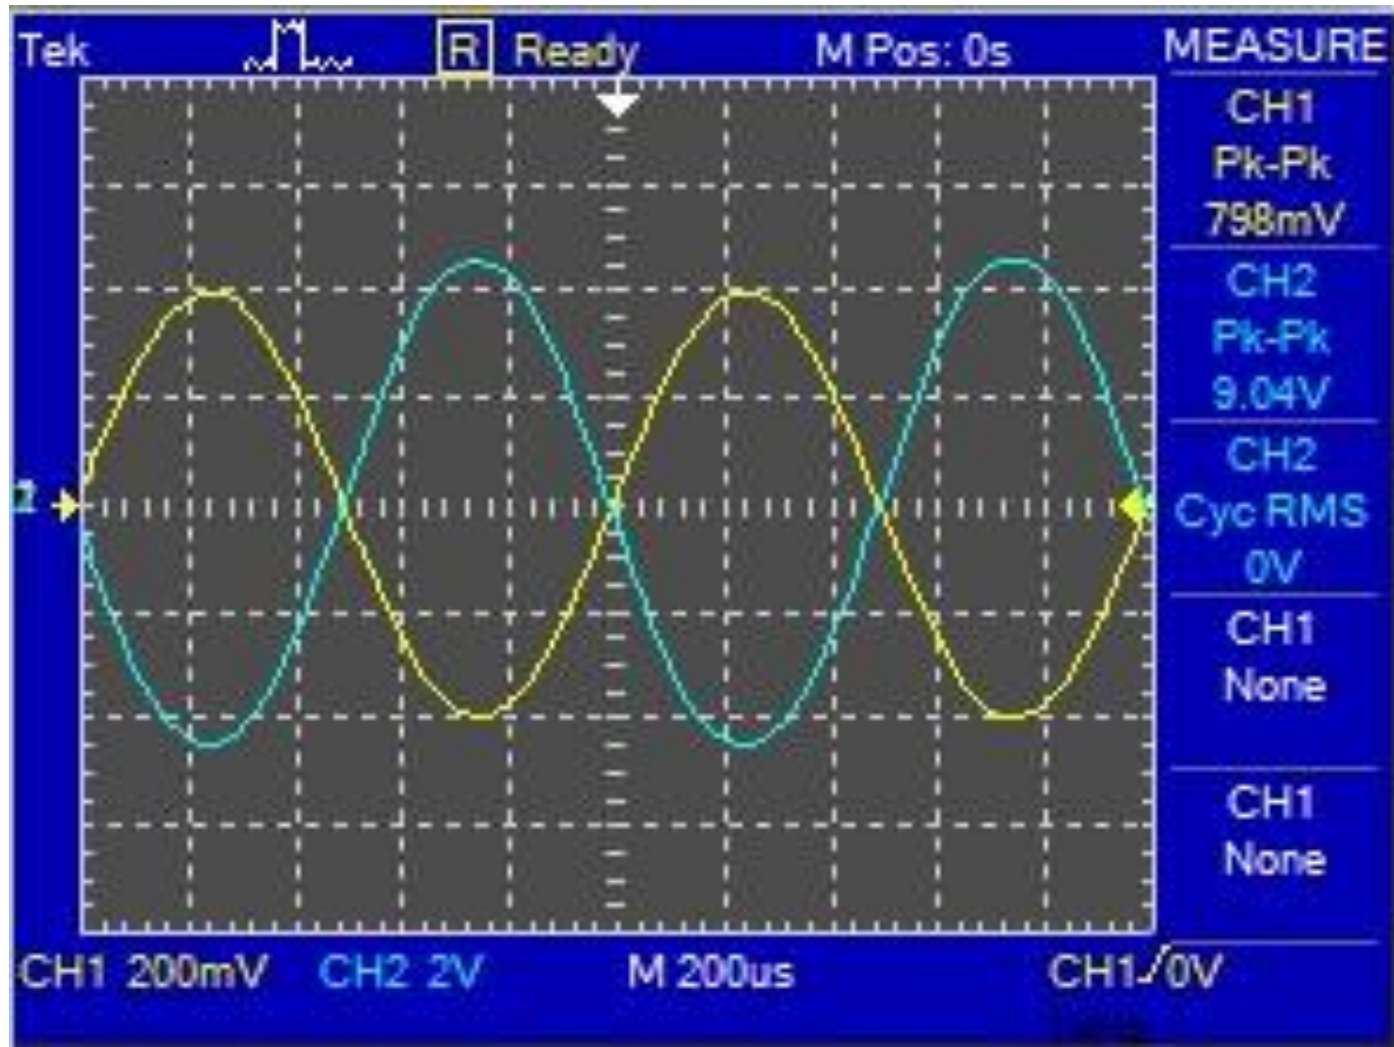 Tek R Ready M Pos: 0s MEASURE
CH1
Pk-Pk
798mV
CH2
Pk-Pk
9.04V
CH2
Cyc RMS
0V
CH1
None
CH1
None
CH1 200mV CH2 2V M 200us CH1 0V